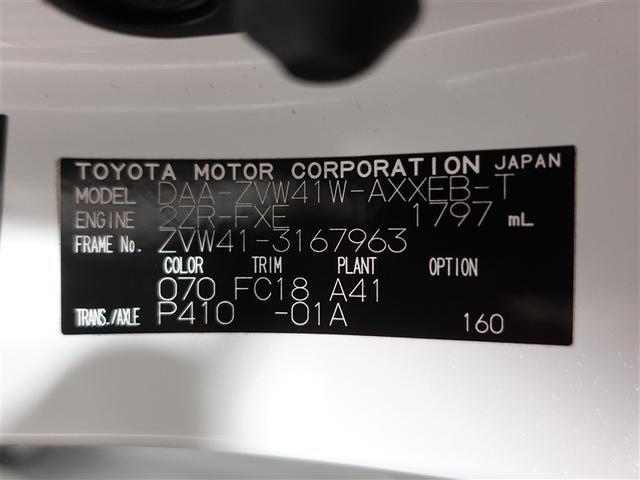 TOYOTA MOTOR CORPORATION JAPAN
MODEL DAA-ZVW41W-AXXEB-T
ENGINE 2ZR-FXE 1797 mL
FRAME No. ZVW41-3167963
COLOR TRIM PLANT OPTION
070 FC18 A41
TRANS./AXLE P410 -01A 160